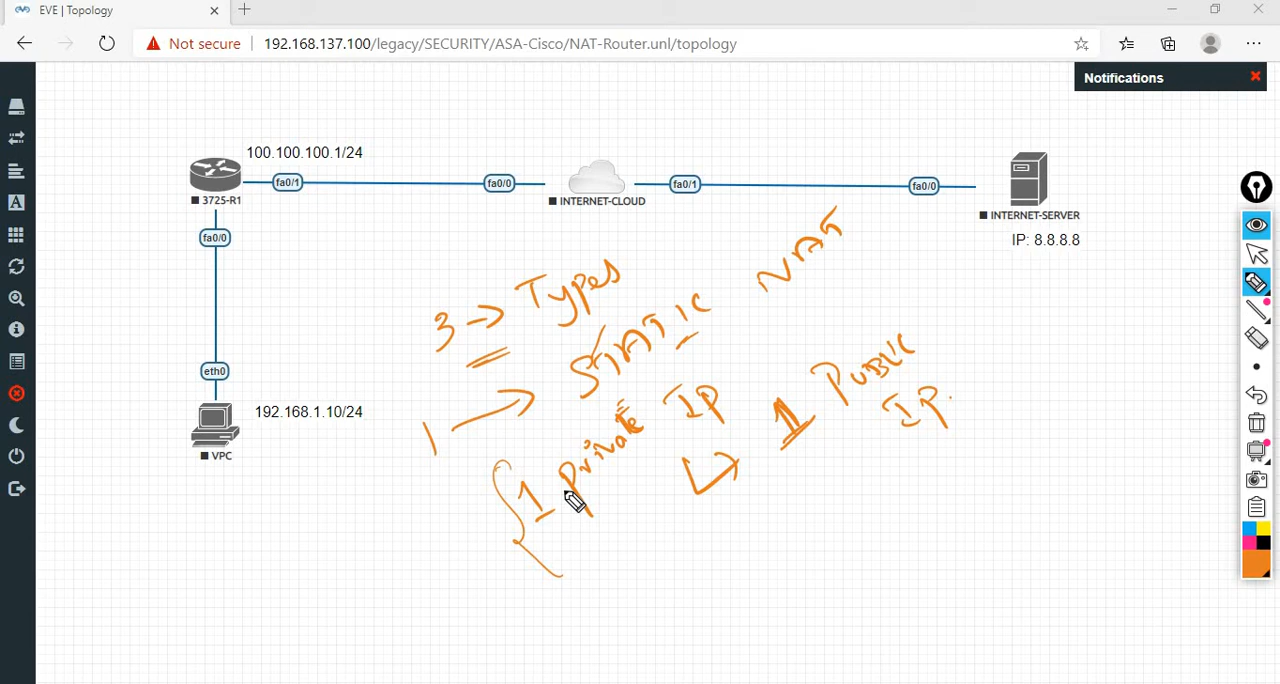 EVE | Topology
Not secure
192.168.137.100/legacy/SECURITY/ASA-Cisco/NAT-Router.unl/topology
Notifications
100.100.100.1/24
fa0/1
fa0/0
fa0/1
fa0/0
3725-R1
INTERNET-CLOUD
INTERNET-SERVER
IP: 8.8.8.8
fa0/0
eth0
192.168.1.10/24
VPC
3 → Types
1 → STATIC NAT
1 Private IP
↳ 1 PUBLIC
IP.